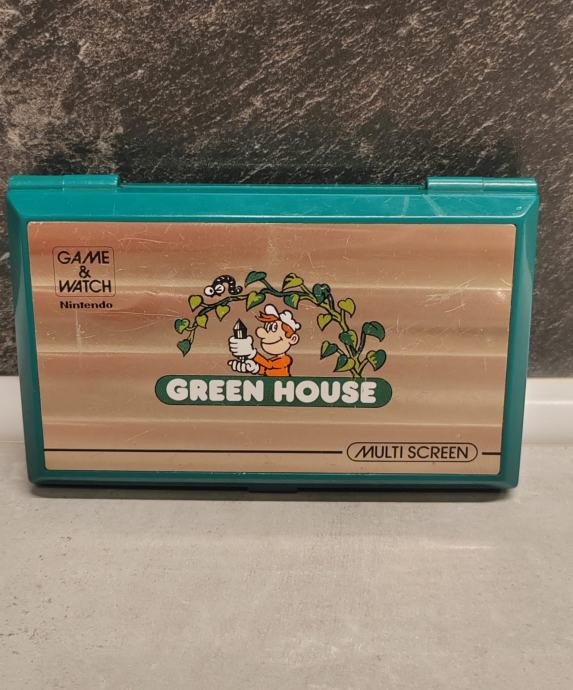 GAME
&
WATCH
Nintendo
GREEN HOUSE
MULTI SCREEN